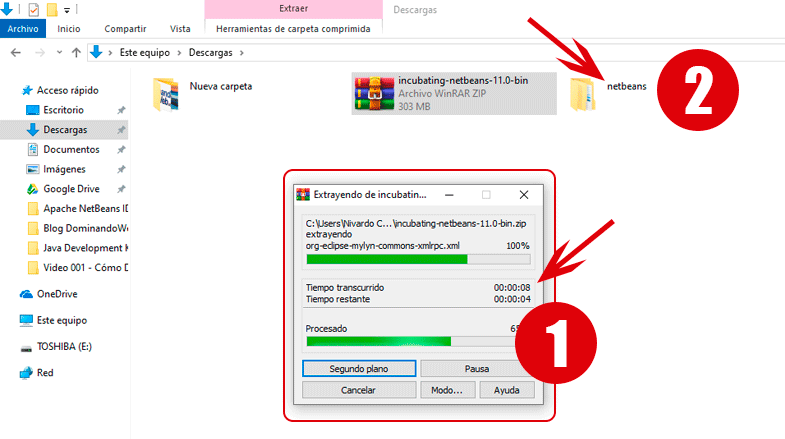 Extraer
Descargas
Archivo
Inicio
Compartir
Vista
Herramientas de carpeta comprimida
Este equipo
Descargas
Acceso rápido
Escritorio
Descargas
Documentos
Imágenes
Google Drive
Apache NetBeans ID
Blog DominandoWe
Java Development K
Video 001 - Cómo D
OneDrive
Este equipo
TOSHIBA (E:)
Red
Nueva carpeta
incubating-netbeans-11.0-bin
Archivo WinRAR ZIP
303 MB
netbeans
2
Extrayendo de incubatin...
C:\Users\Nivardo C...\incubating-netbeans-11.0-bin.zip
extrayendo
org-eclipse-mylyn-commons-xmlrpc.xml 100%
Tiempo transcurrido 00:00:08
Tiempo restante 00:00:04
Procesado
1
Segundo plano
Pausa
Cancelar
Modo...
Ayuda